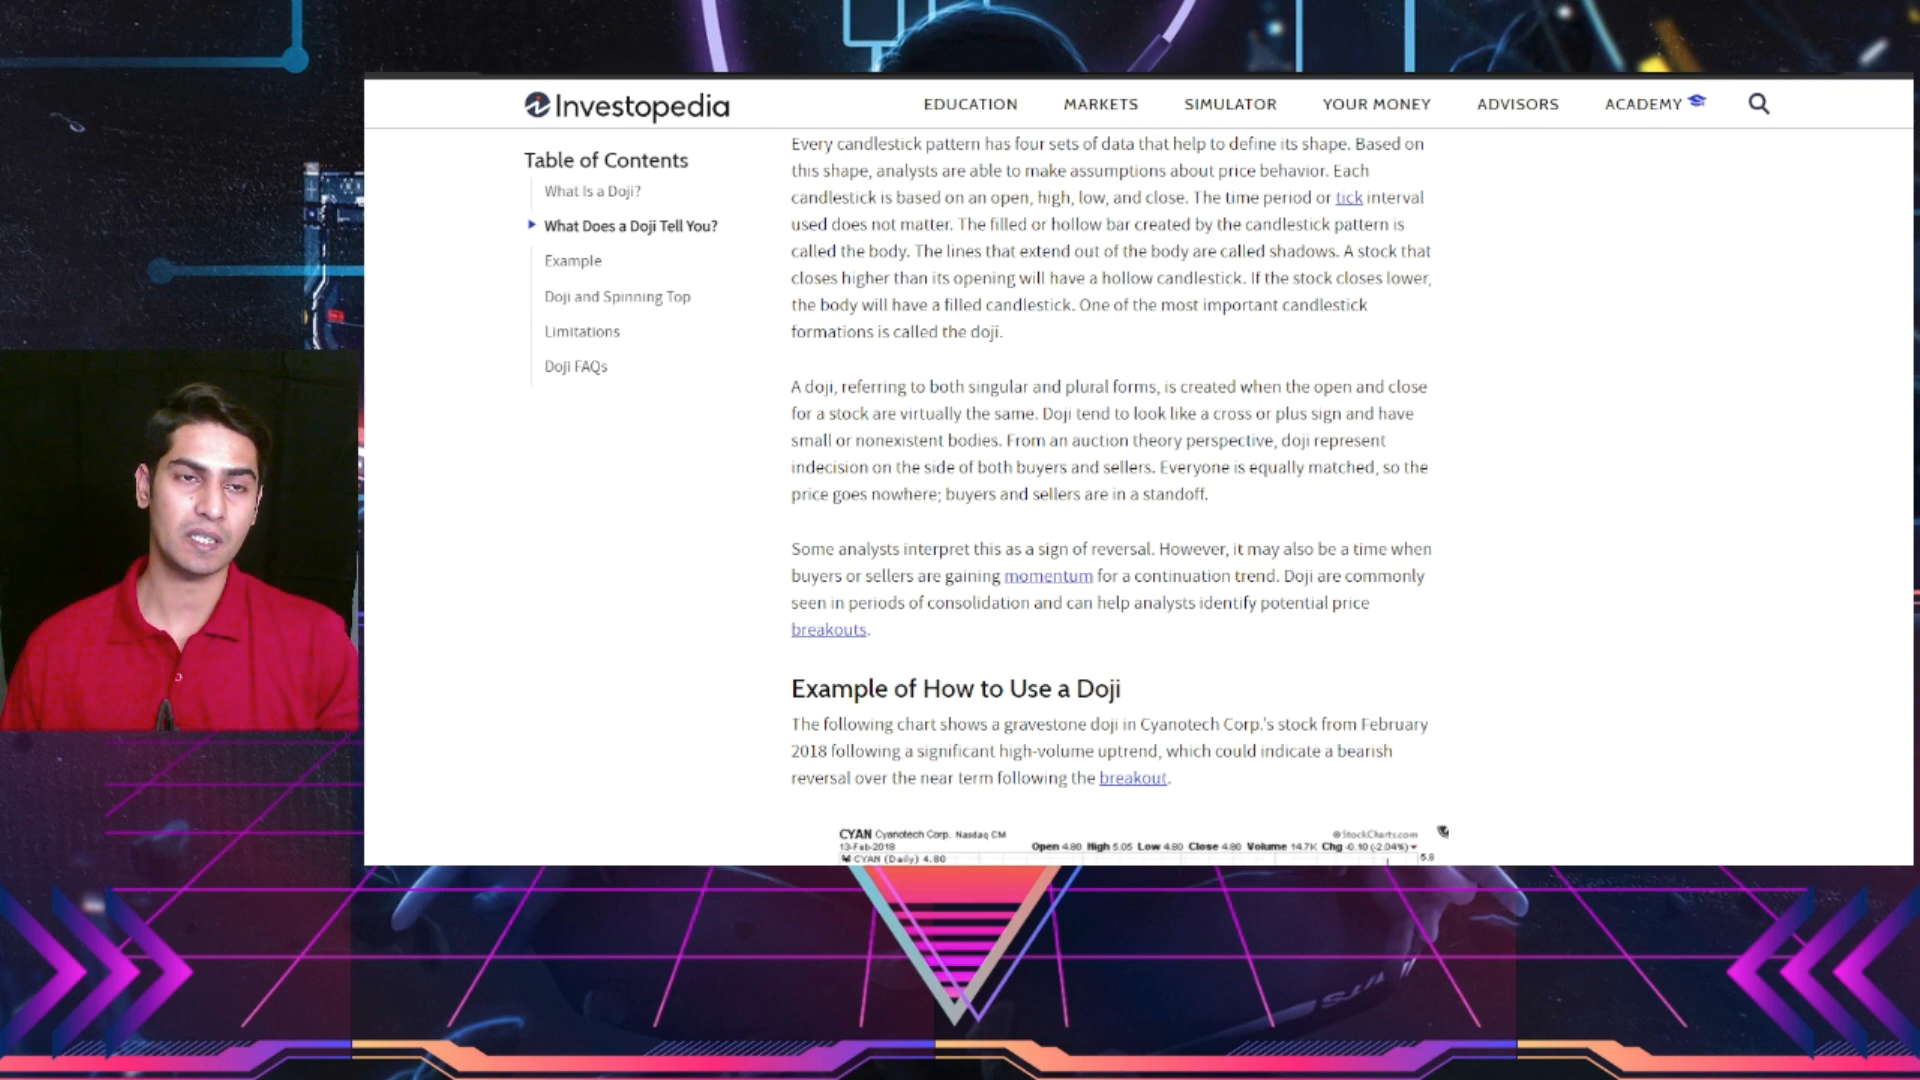 Investopedia
EDUCATION MARKETS SIMULATOR YOUR MONEY ADVISORS ACADEMY
Table of Contents
What Is a Doji?
What Does a Doji Tell You?
Example
Doji and Spinning Top
Limitations
Doji FAQs
Every candlestick pattern has four sets of data that help to define its shape. Based on
this shape, analysts are able to make assumptions about price behavior. Each
candlestick is based on an open, high, low, and close. The time period or tick interval
used does not matter. The filled or hollow bar created by the candlestick pattern is
called the body. The lines that extend out of the body are called shadows. A stock that
closes higher than its opening will have a hollow candlestick. If the stock closes lower,
the body will have a filled candlestick. One of the most important candlestick
formations is called the doji.
A doji, referring to both singular and plural forms, is created when the open and close
for a stock are virtually the same. Doji tend to look like a cross or plus sign and have
small or nonexistent bodies. From an auction theory perspective, doji represent
indecision on the side of both buyers and sellers. Everyone is equally matched, so the
price goes nowhere; buyers and sellers are in a standoff.
Some analysts interpret this as a sign of reversal. However, it may also be a time when
buyers or sellers are gaining momentum for a continuation trend. Doji are commonly
seen in periods of consolidation and can help analysts identify potential price
breakouts.
Example of How to Use a Doji
The following chart shows a gravestone doji in Cyanotech Corp.'s stock from February
2018 following a significant high-volume uptrend, which could indicate a bearish
reversal over the near term following the breakout.
CYAN Cyanotech Corp. Nasdaq CM © StockCharts.com
13-Feb-2018 Open 4.80 High 5.05 Low 4.80 Close 4.80 Volume 14.7K Chg -0.10 (-2.04%)
CYAN (Daily) 4.80
5.8